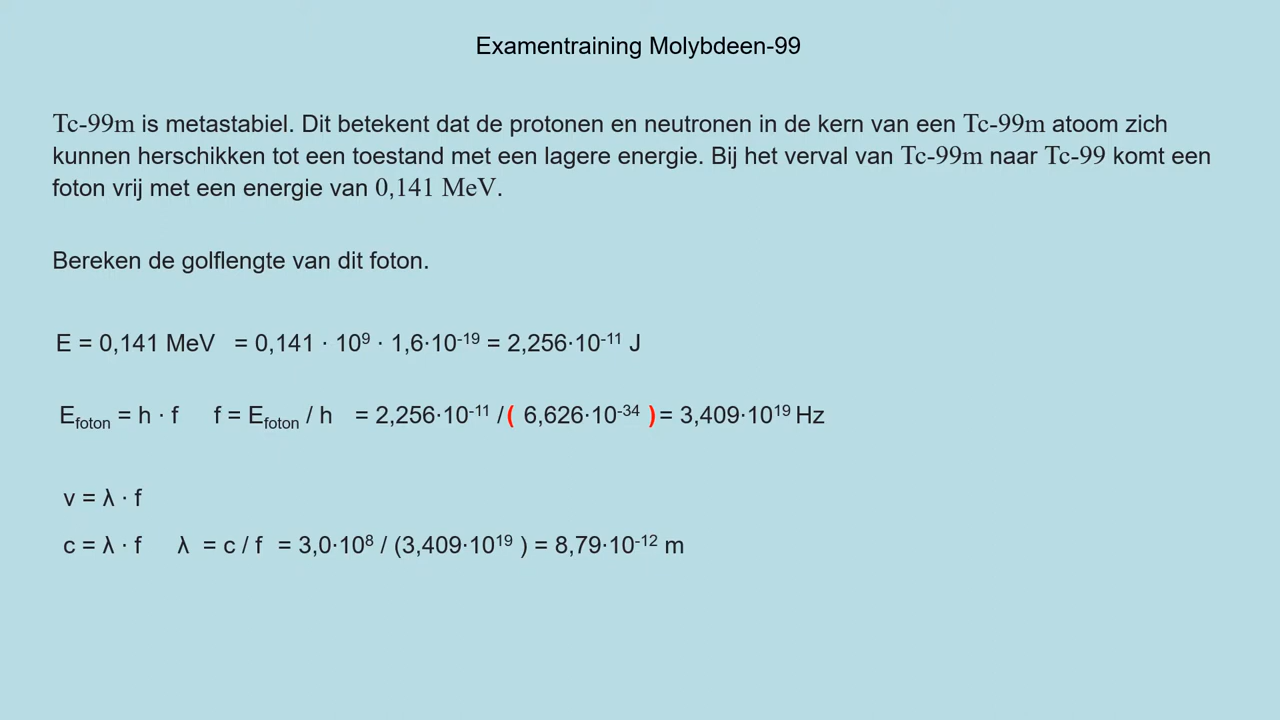 Examentraining Molybdeen-99
Tc-99m is metastabiel. Dit betekent dat de protonen en neutronen in de kern van een Tc-99m atoom zich
kunnen herschikken tot een toestand met een lagere energie. Bij het verval van Tc-99m naar Tc-99 komt een
foton vrij met een energie van 0,141 MeV.
Bereken de golflengte van dit foton.
E = 0,141 MeV = 0,141 · 10⁹ · 1,6·10⁻¹⁹ = 2,256·10⁻¹¹ J
E_foton = h · f f = E_foton / h = 2,256·10⁻¹¹ / ( 6,626·10⁻³⁴ ) = 3,409·10¹⁹ Hz
v = λ · f
c = λ · f λ = c / f = 3,0·10⁸ / (3,409·10¹⁹ ) = 8,79·10⁻¹² m